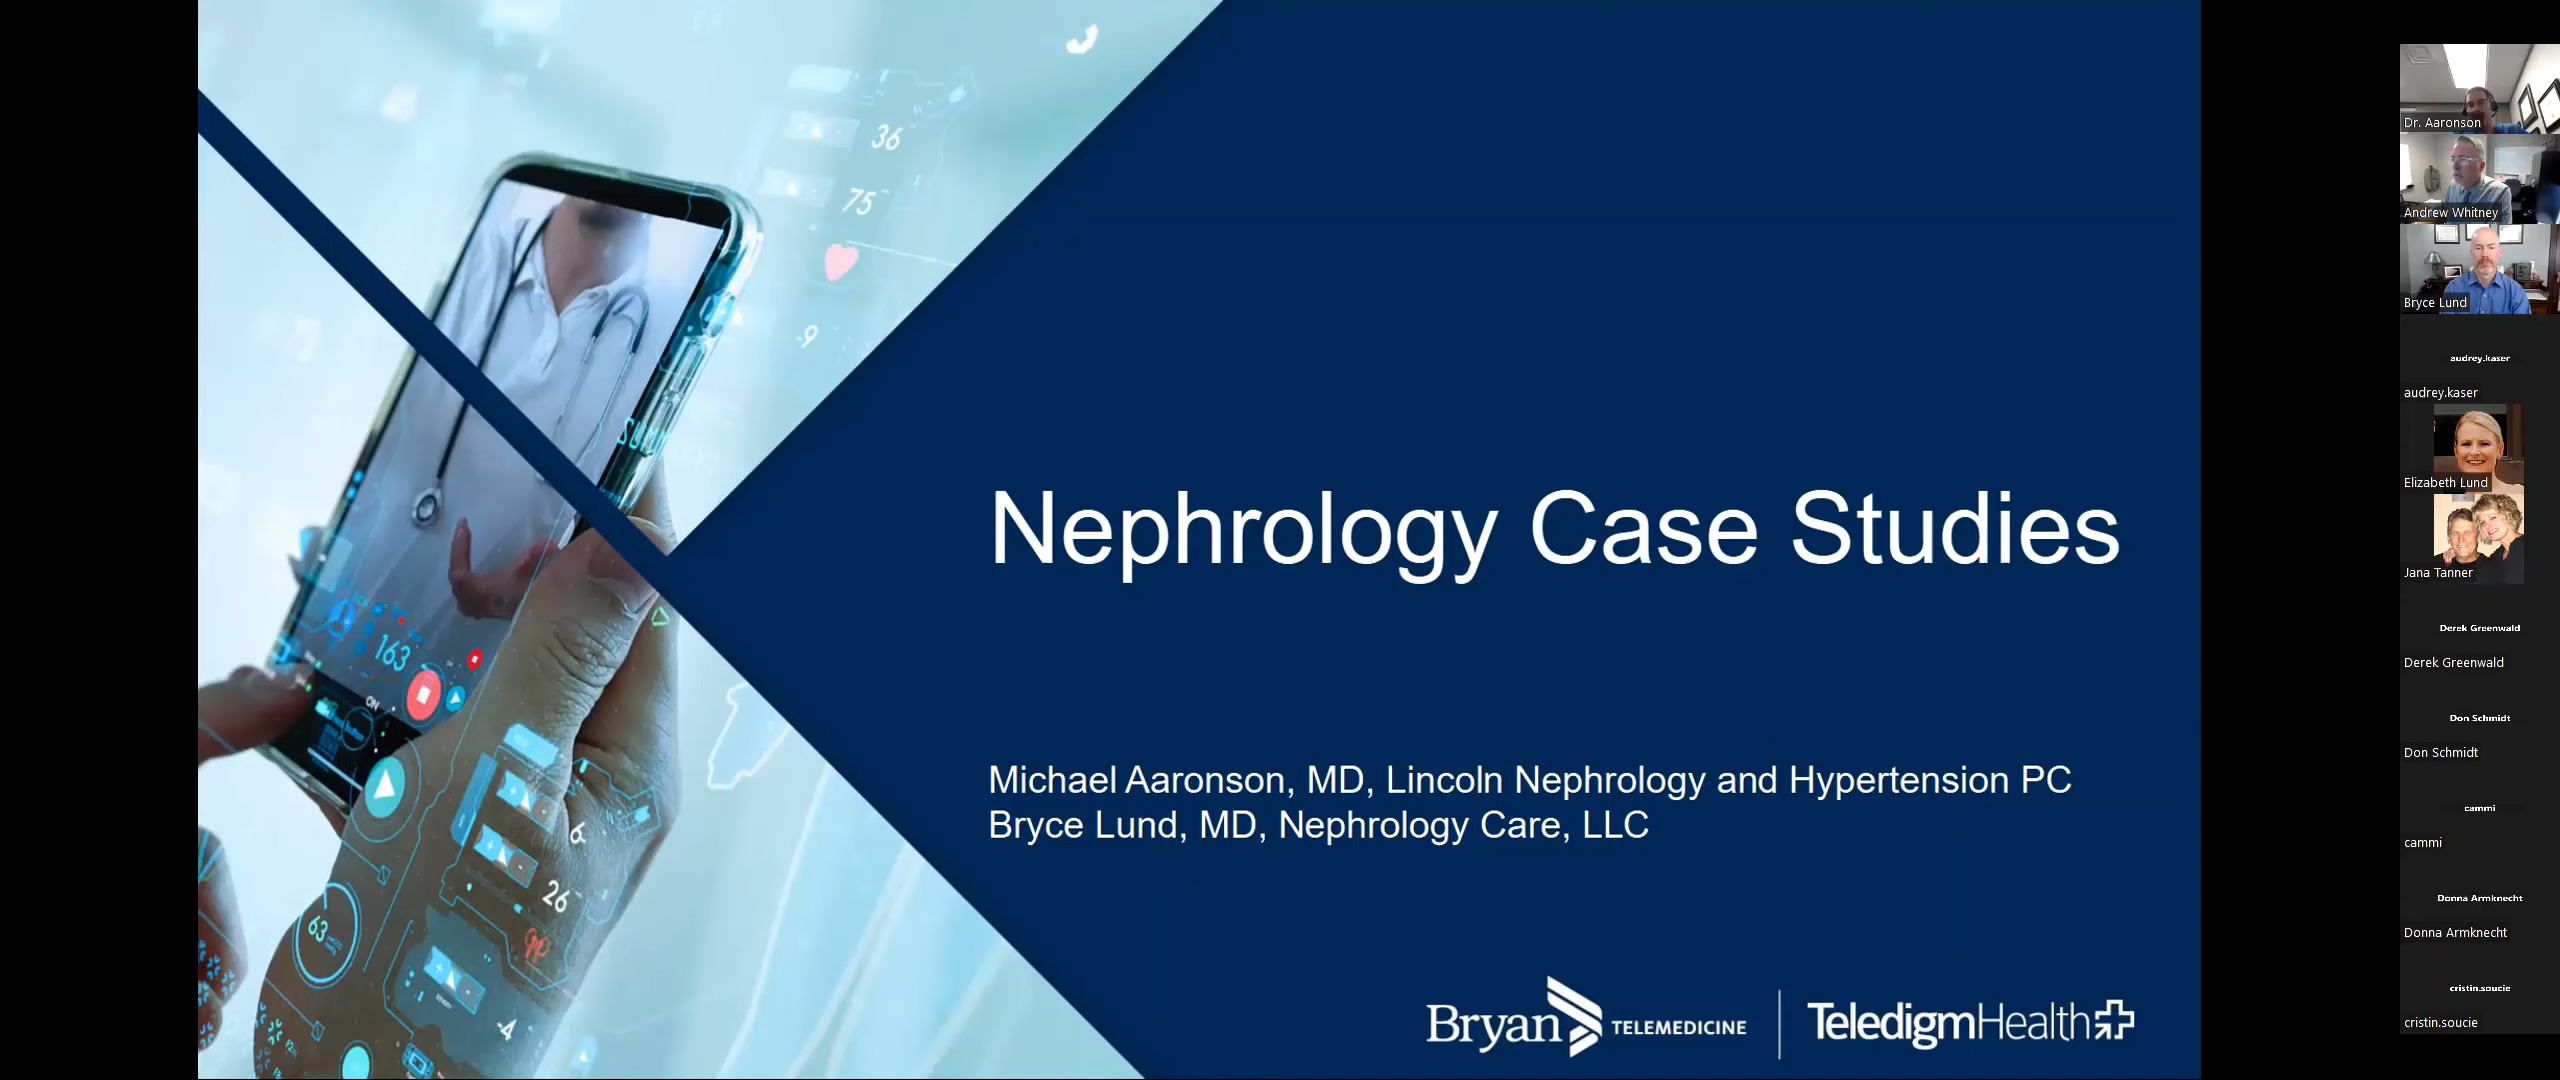 36
75
-9
163
ON
6
26
63
-4
Nephrology Case Studies
Michael Aaronson, MD, Lincoln Nephrology and Hypertension PC
Bryce Lund, MD, Nephrology Care, LLC
Bryan TELEMEDICINE | TeledigmHealth
Dr. Aaronson
Andrew Whitney
Bryce Lund
audrey.kaser
audrey.kaser
Elizabeth Lund
Jana Tanner
Derek Greenwald
Derek Greenwald
Don Schmidt
Don Schmidt
cammi
cammi
Donna Armknecht
Donna Armknecht
cristin.soucie
cristin.soucie